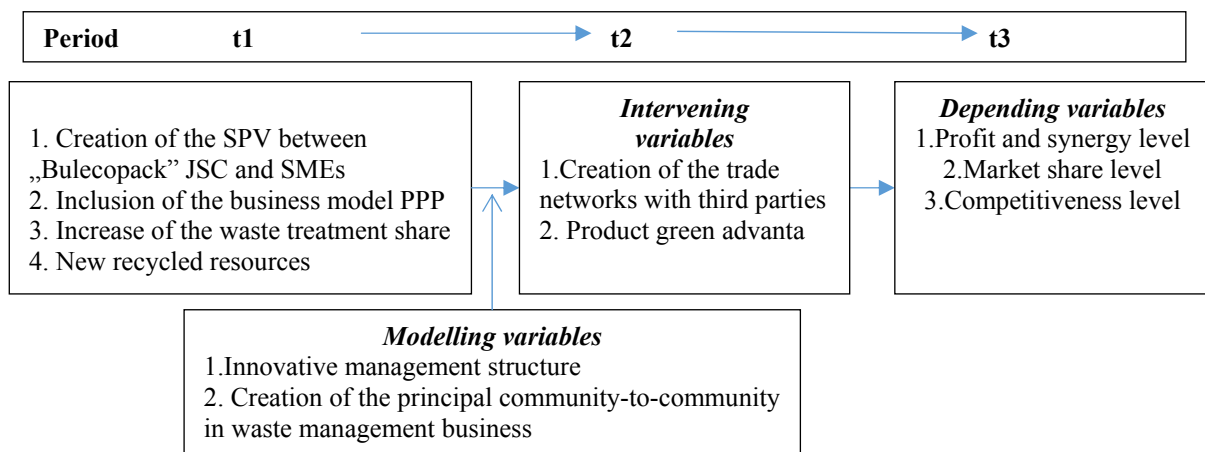 Period t1 t2 t3
1. Creation of the SPV between
„Bulecopack” JSC and SMEs
2. Inclusion of the business model PPP
3. Increase of the waste treatment share
4. New recycled resources
Intervening
variables
1.Creation of the trade
networks with third parties
2. Product green advanta
Depending variables
1.Profit and synergy level
2.Market share level
3.Competitiveness level
Modelling variables
1.Innovative management structure
2. Creation of the principal community-to-community
in waste management business